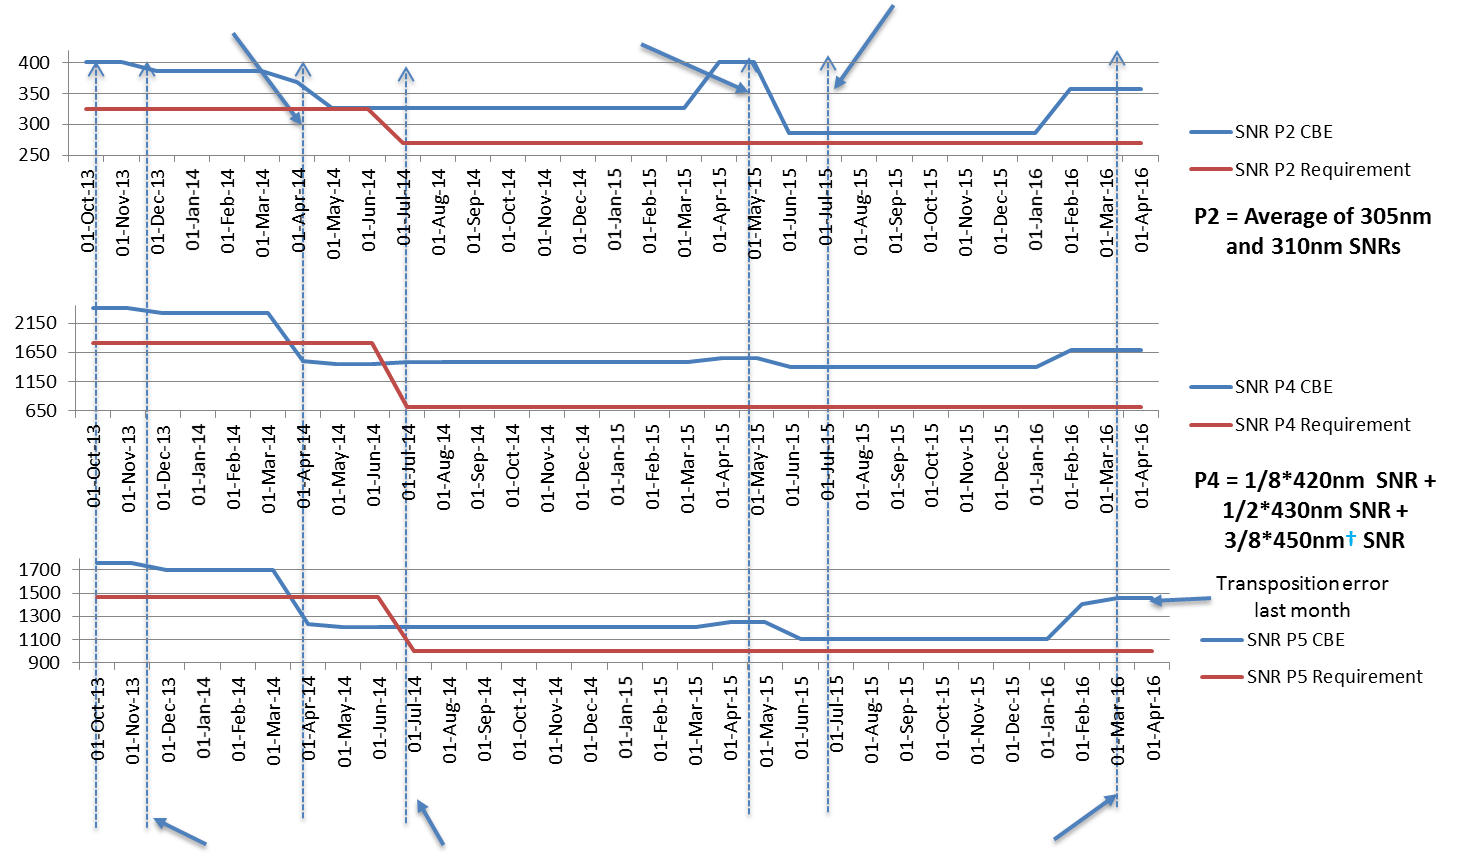 400
350
300
250
01-Oct-13
01-Nov-13
01-Dec-13
01-Jan-14
01-Feb-14
01-Mar-14
01-Apr-14
01-May-14
01-Jun-14
01-Jul-14
01-Aug-14
01-Sep-14
01-Oct-14
01-Nov-14
01-Dec-14
01-Jan-15
01-Feb-15
01-Mar-15
01-Apr-15
01-May-15
01-Jun-15
01-Jul-15
01-Aug-15
01-Sep-15
01-Oct-15
01-Nov-15
01-Dec-15
01-Jan-16
01-Feb-16
01-Mar-16
01-Apr-16
SNR P2 CBE
SNR P2 Requirement
P2 = Average of 305nm
and 310nm SNRs
2150
1650
1150
650
01-Oct-13
01-Nov-13
01-Dec-13
01-Jan-14
01-Feb-14
01-Mar-14
01-Apr-14
01-May-14
01-Jun-14
01-Jul-14
01-Aug-14
01-Sep-14
01-Oct-14
01-Nov-14
01-Dec-14
01-Jan-15
01-Feb-15
01-Mar-15
01-Apr-15
01-May-15
01-Jun-15
01-Jul-15
01-Aug-15
01-Sep-15
01-Oct-15
01-Nov-15
01-Dec-15
01-Jan-16
01-Feb-16
01-Mar-16
01-Apr-16
SNR P4 CBE
SNR P4 Requirement
P4 = 1/8*420nm SNR +
1/2*430nm SNR +
3/8*450nm† SNR
1700
1500
1300
1100
900
01-Oct-13
01-Nov-13
01-Dec-13
01-Jan-14
01-Feb-14
01-Mar-14
01-Apr-14
01-May-14
01-Jun-14
01-Jul-14
01-Aug-14
01-Sep-14
01-Oct-14
01-Nov-14
01-Dec-14
01-Jan-15
01-Feb-15
01-Mar-15
01-Apr-15
01-May-15
01-Jun-15
01-Jul-15
01-Aug-15
01-Sep-15
01-Oct-15
01-Nov-15
01-Dec-15
01-Jan-16
01-Feb-16
01-Mar-16
01-Apr-16
Transposition error
last month
SNR P5 CBE
SNR P5 Requirement